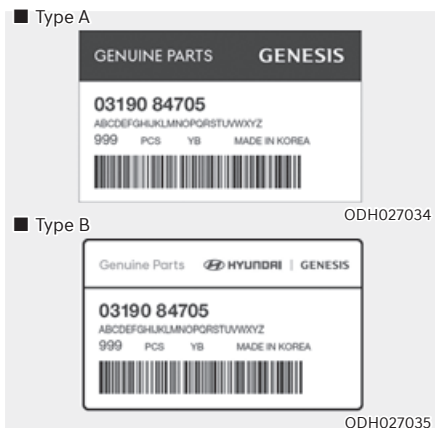 ■ Type A
GENUINE PARTS GENESIS
03190 84705
ABCDEFGHIJKLMNOPQRSTUVWXYZ
999 PCS YB MADE IN KOREA
ODH027034
■ Type B
Genuine Parts HYUNDAI | GENESIS
03190 84705
ABCDEFGHIJKLMNOPQRSTUVWXYZ
999 PCS YB MADE IN KOREA
ODH027035